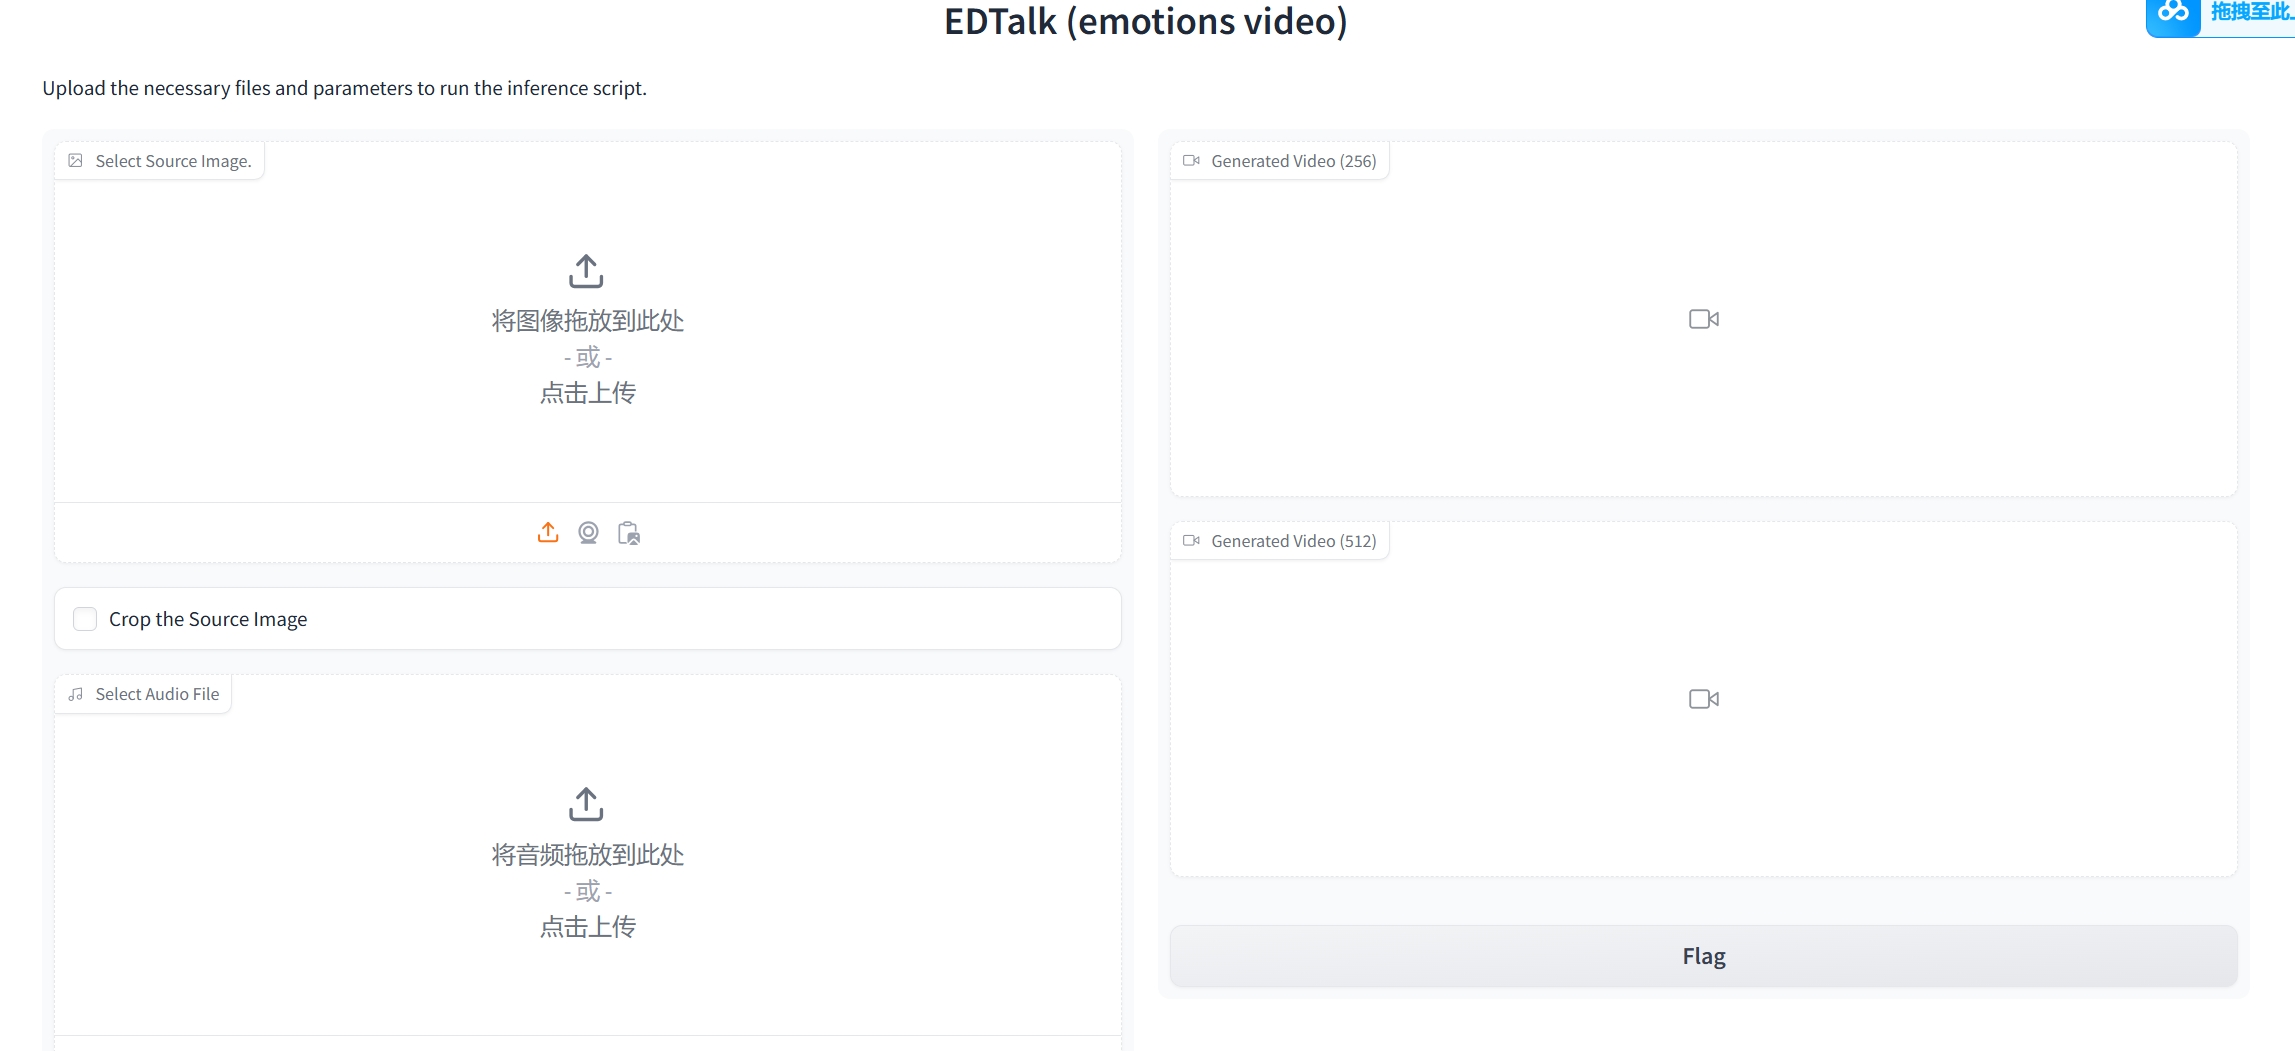 EDTalk (emotions video)
拖拽至此
Upload the necessary files and parameters to run the inference script.
Select Source Image.
将图像拖放到此处
- 或 -
点击上传
Crop the Source Image
Select Audio File
将音频拖放到此处
- 或 -
点击上传
Generated Video (256)
Generated Video (512)
Flag